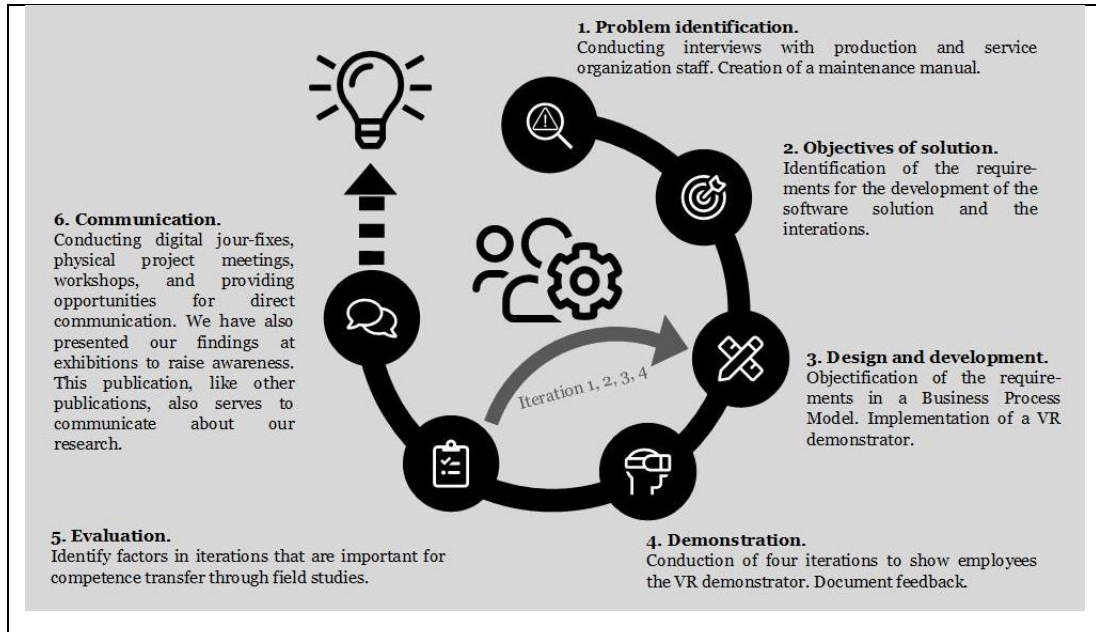 1. Problem identification.
Conducting interviews with production and service
organization staff. Creation of a maintenance manual.
2. Objectives of solution.
Identification of the require-
ments for the development of the
software solution and the
interations.
3. Design and development.
Objectification of the require-
ments in a Business Process
Model. Implementation of a VR
demonstrator.
4. Demonstration.
Conduction of four iterations to show employees
the VR demonstrator. Document feedback.
5. Evaluation.
Identify factors in iterations that are important for
competence transfer through field studies.
6. Communication.
Conducting digital jour-fixes,
physical project meetings,
workshops, and providing
opportunities for direct
communication. We have also
presented our findings at
exhibitions to raise awareness.
This publication, like other
publications, also serves to
communicate about our
research.
Iteration 1, 2, 3, 4